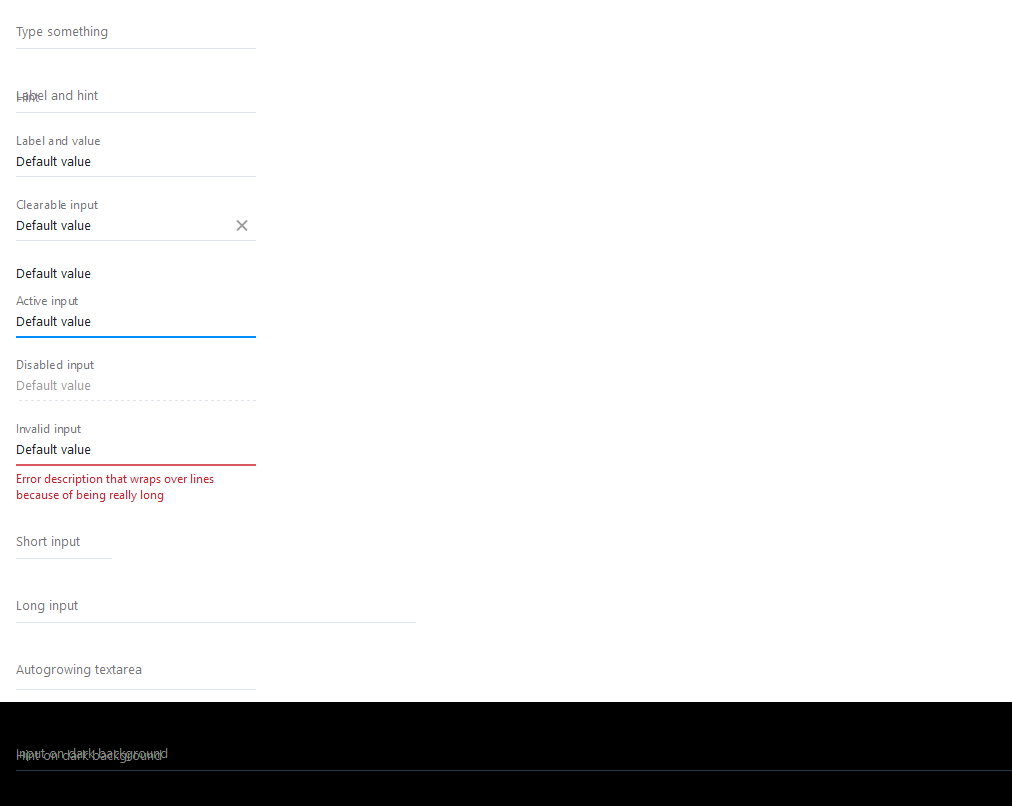 Type something
Label and hint
Hint
Label and value
Default value
Clearable input
Default value
Default value
Active input
Default value
Disabled input
Default value
Invalid input
Default value
Error description that wraps over lines
because of being really long
Short input
Long input
Autogrowing textarea
Input on dark background
Hint on dark background